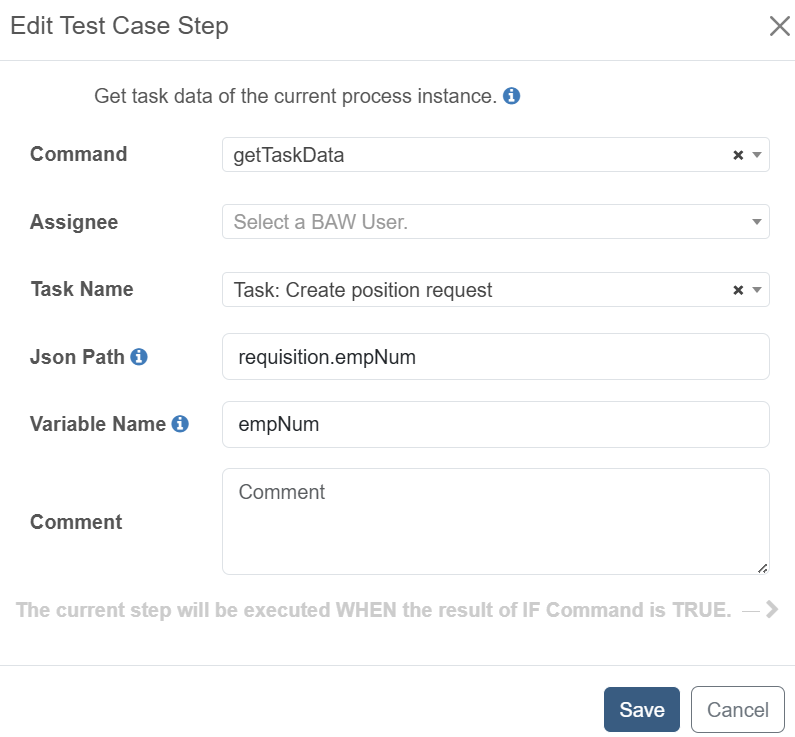 Edit Test Case Step
Get task data of the current process instance.
Command
getTaskData
Assignee
Select a BAW User.
Task Name
Task: Create position request
Json Path
requisition.empNum
Variable Name
empNum
Comment
Comment
The current step will be executed WHEN the result of IF Command is TRUE.
Save Cancel